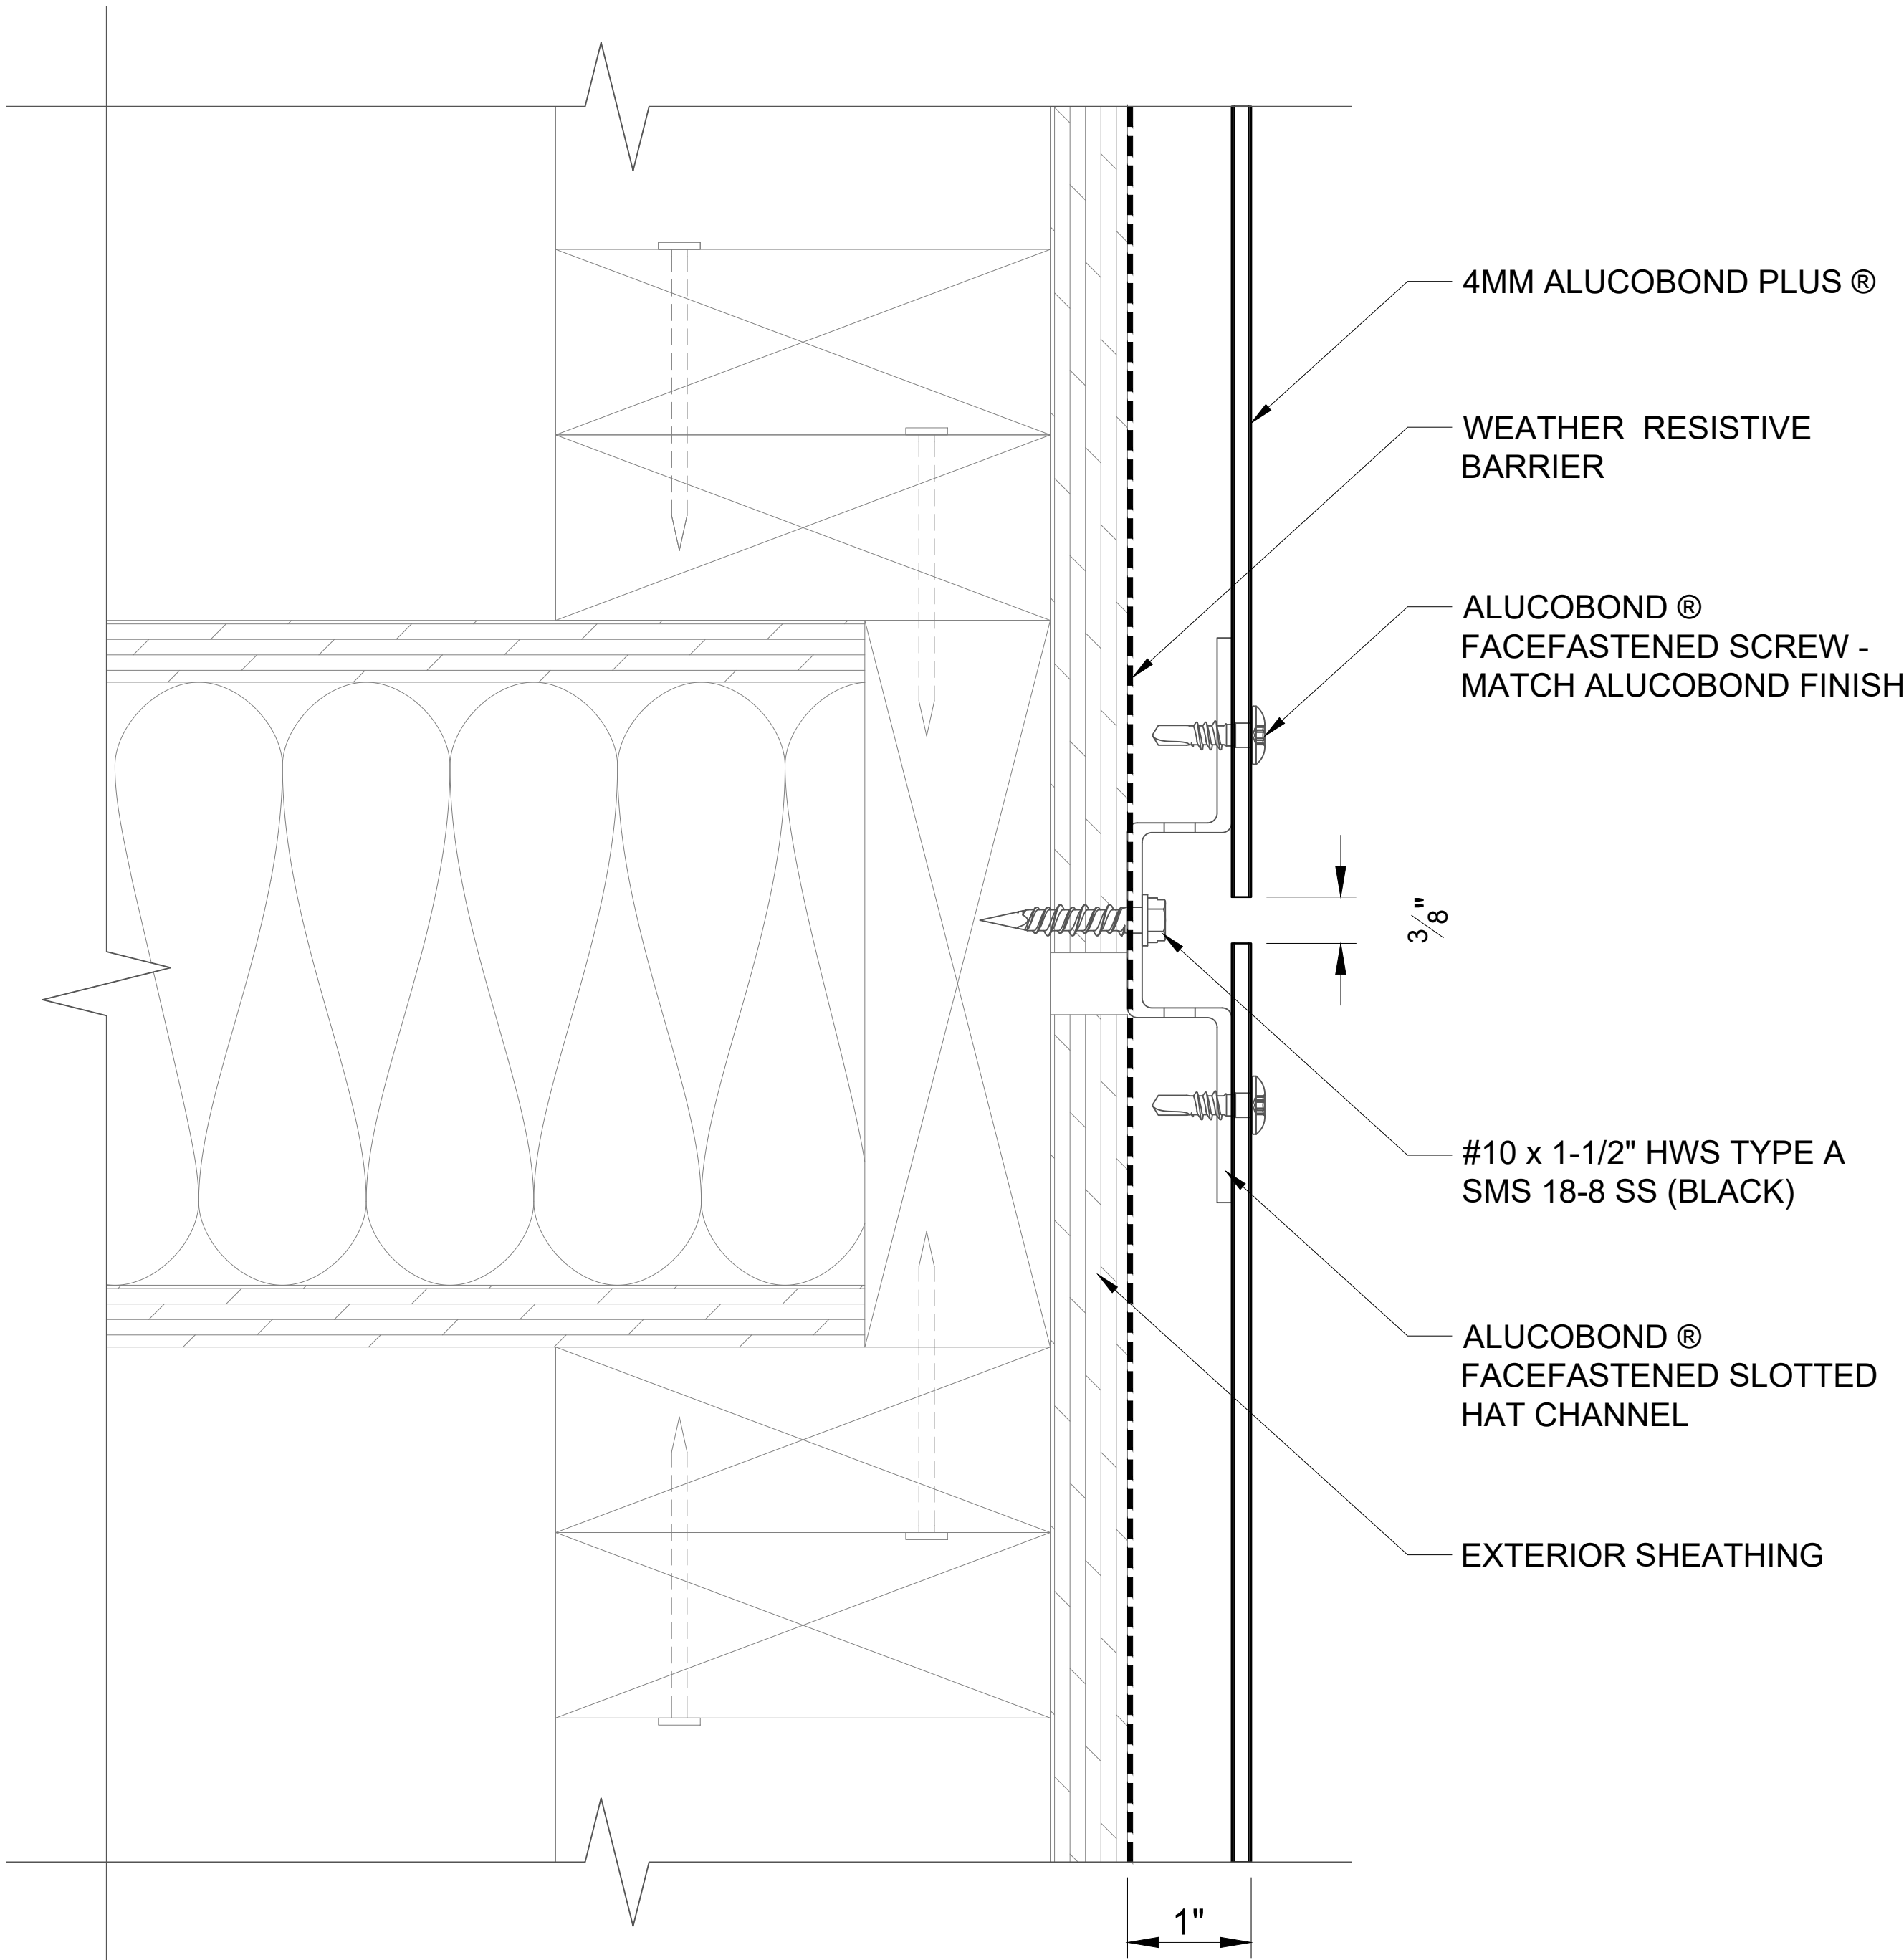 4MM ALUCOBOND PLUS ®
WEATHER RESISTIVE
BARRIER
ALUCOBOND ®
FACEFASTENED SCREW -
MATCH ALUCOBOND FINISH
3/8"
#10 x 1-1/2" HWS TYPE A
SMS 18-8 SS (BLACK)
ALUCOBOND ®
FACEFASTENED SLOTTED
HAT CHANNEL
EXTERIOR SHEATHING
1"